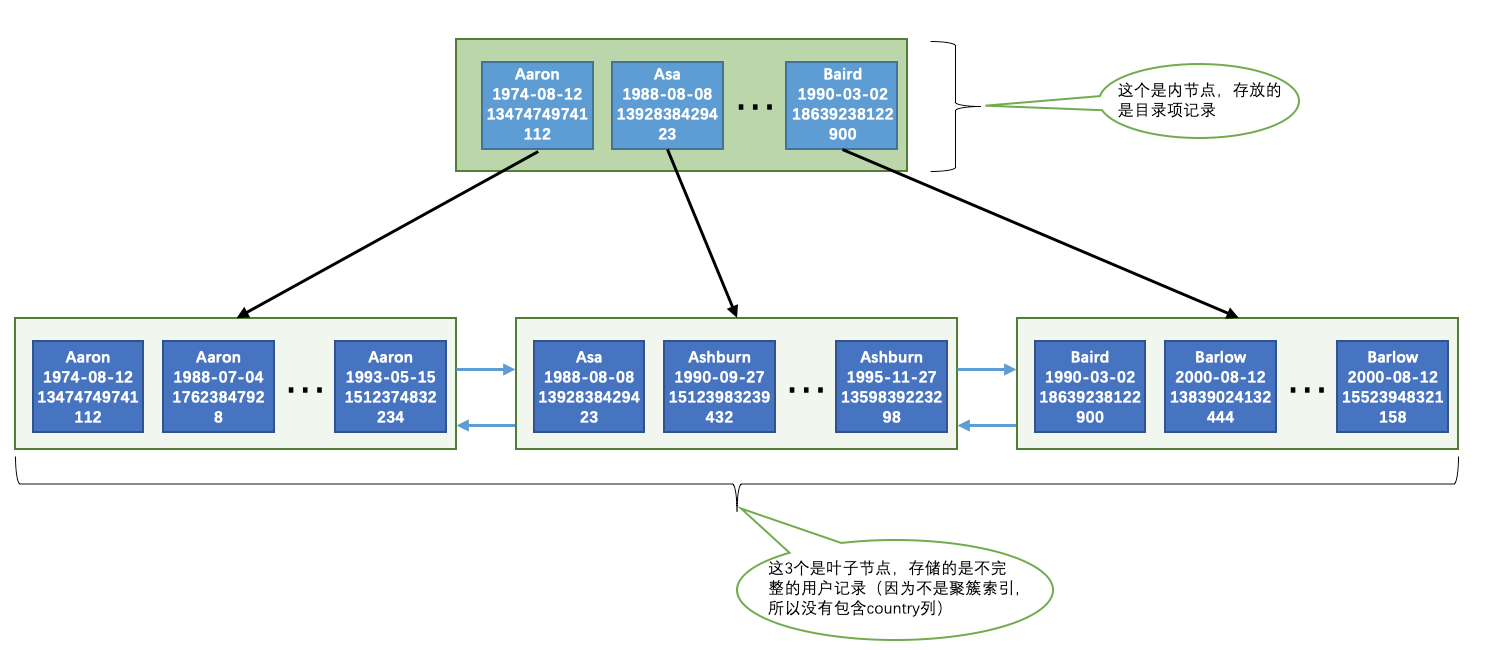 Aaron
1974-08-12
13474749741
112
Asa
1988-08-08
13928384294
23
...
Baird
1990-03-02
18639238122
900
这个是内节点，存放的
是目录项记录
Aaron
1974-08-12
13474749741
112
Aaron
1988-07-04
1762384792
8
...
Aaron
1993-05-15
1512374832
234
Asa
1988-08-08
13928384294
23
Ashburn
1990-09-27
15123983239
432
...
Ashburn
1995-11-27
13598392232
98
Baird
1990-03-02
18639238122
900
Barlow
2000-08-12
13839024132
444
...
Barlow
2000-08-12
15523948321
158
这3个是叶子节点，存储的是不完
整的用户记录（因为不是聚簇索引，
所以没有包含country列）